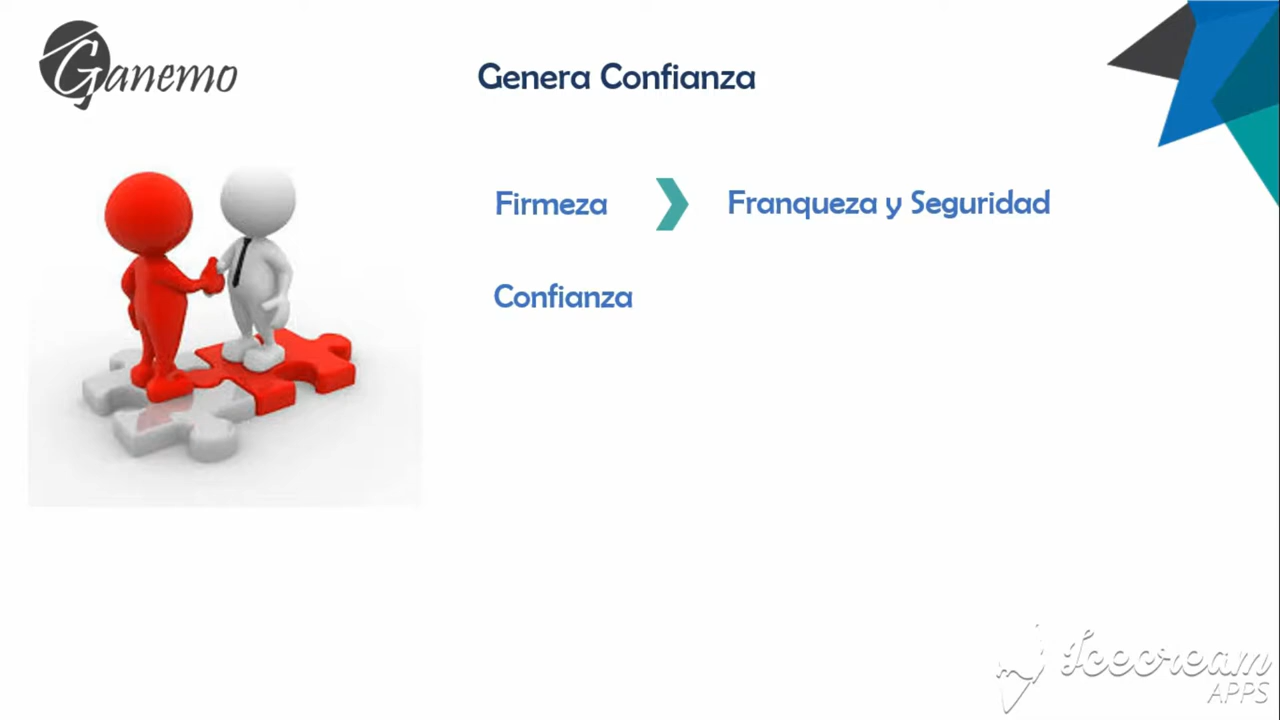 Ganemo
Genera Confianza
Firmeza
Franqueza y Seguridad
Confianza
Icecream
APPS